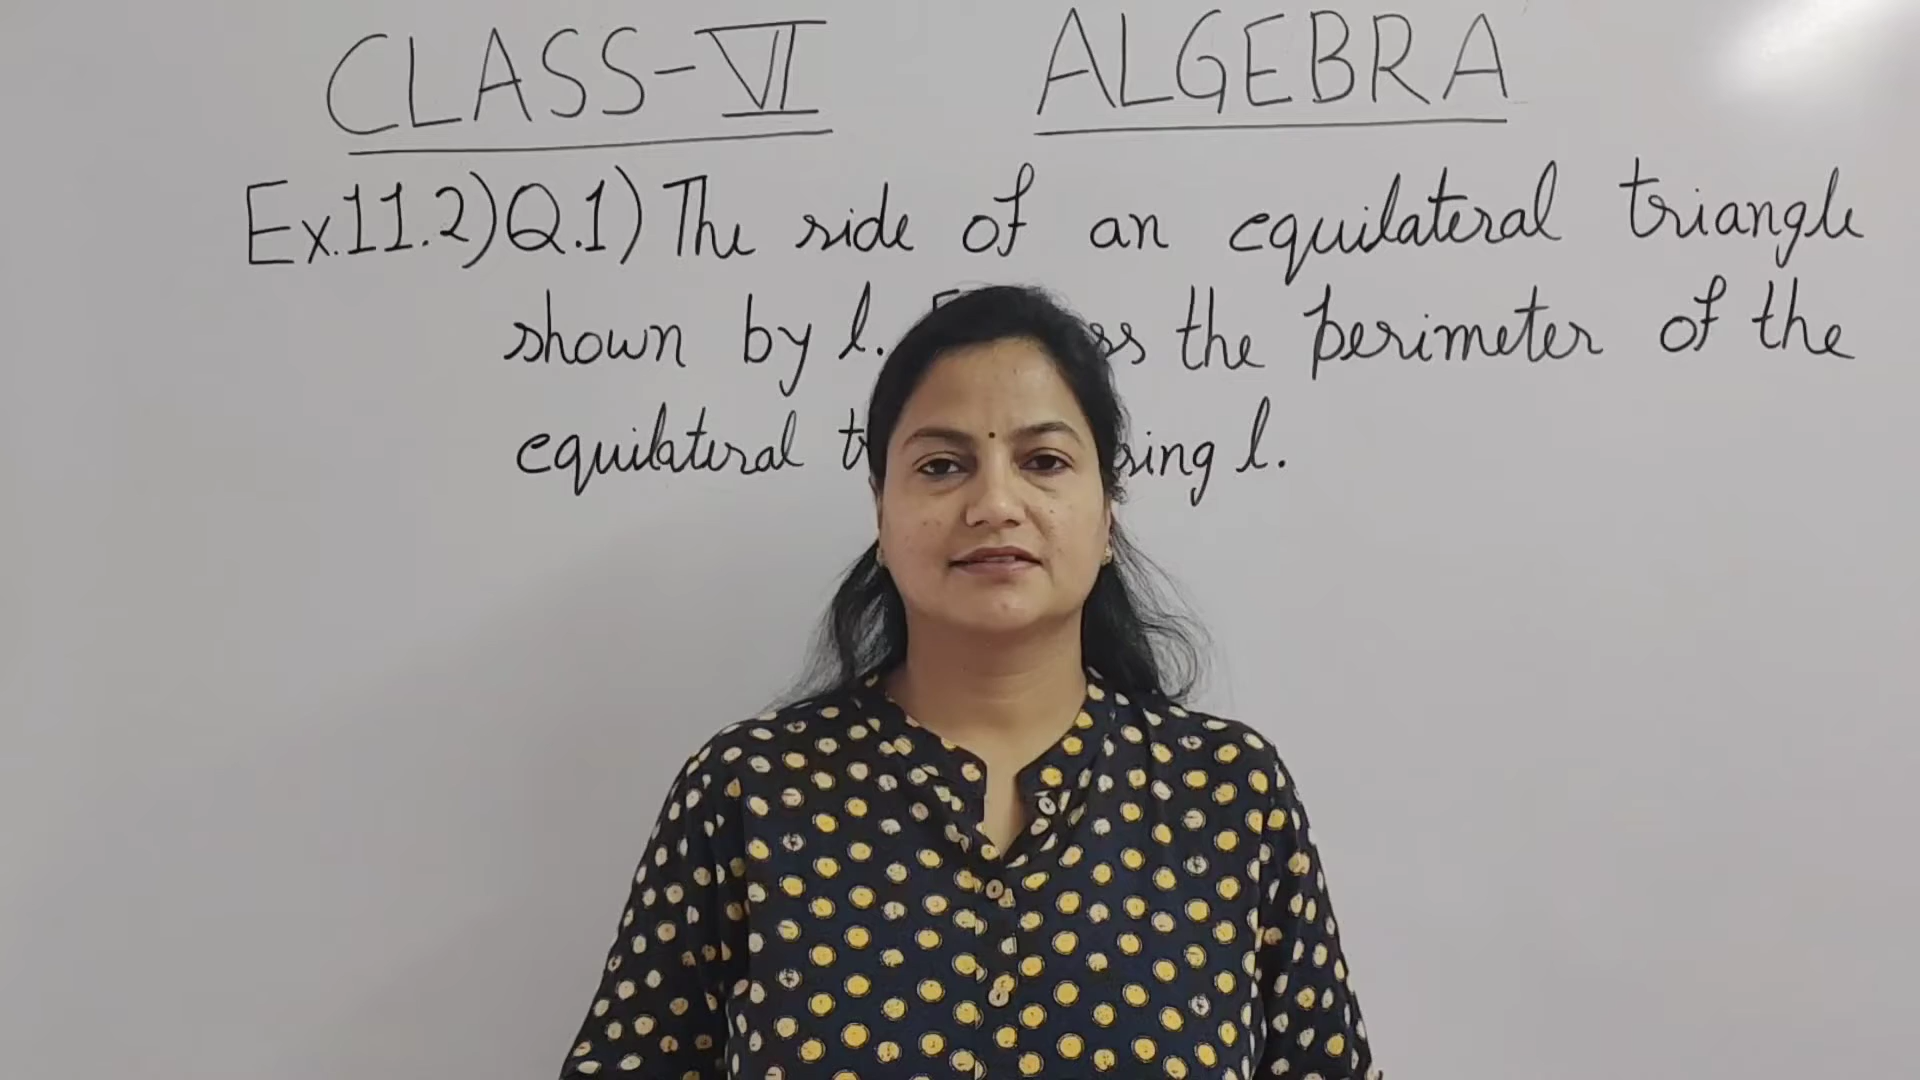 CLASS-VI ALGEBRA
Ex.11.2) Q.1) The side of an equilateral triangle
shown by l. the perimeter of the
equilateral l.